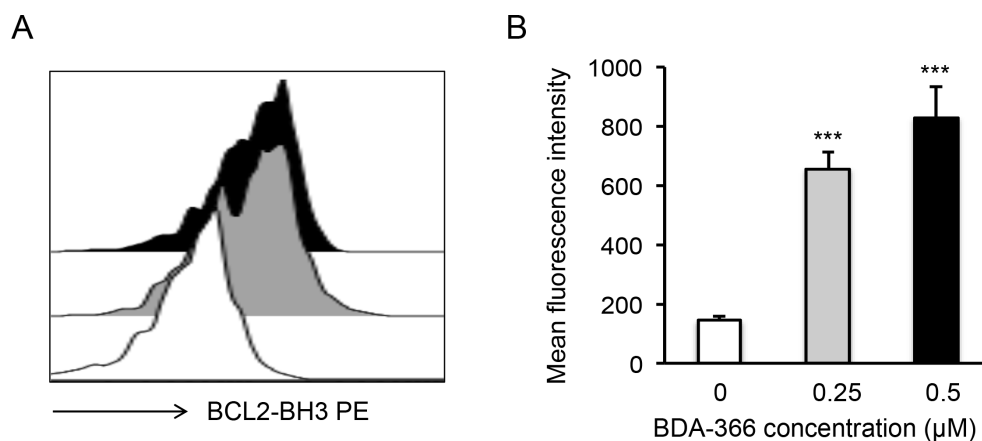 A
BCL2-BH3 PE
B
Mean fluorescence intensity
1000
800
600
400
200
0
***
***
0 0.25 0.5
BDA-366 concentration (µM)